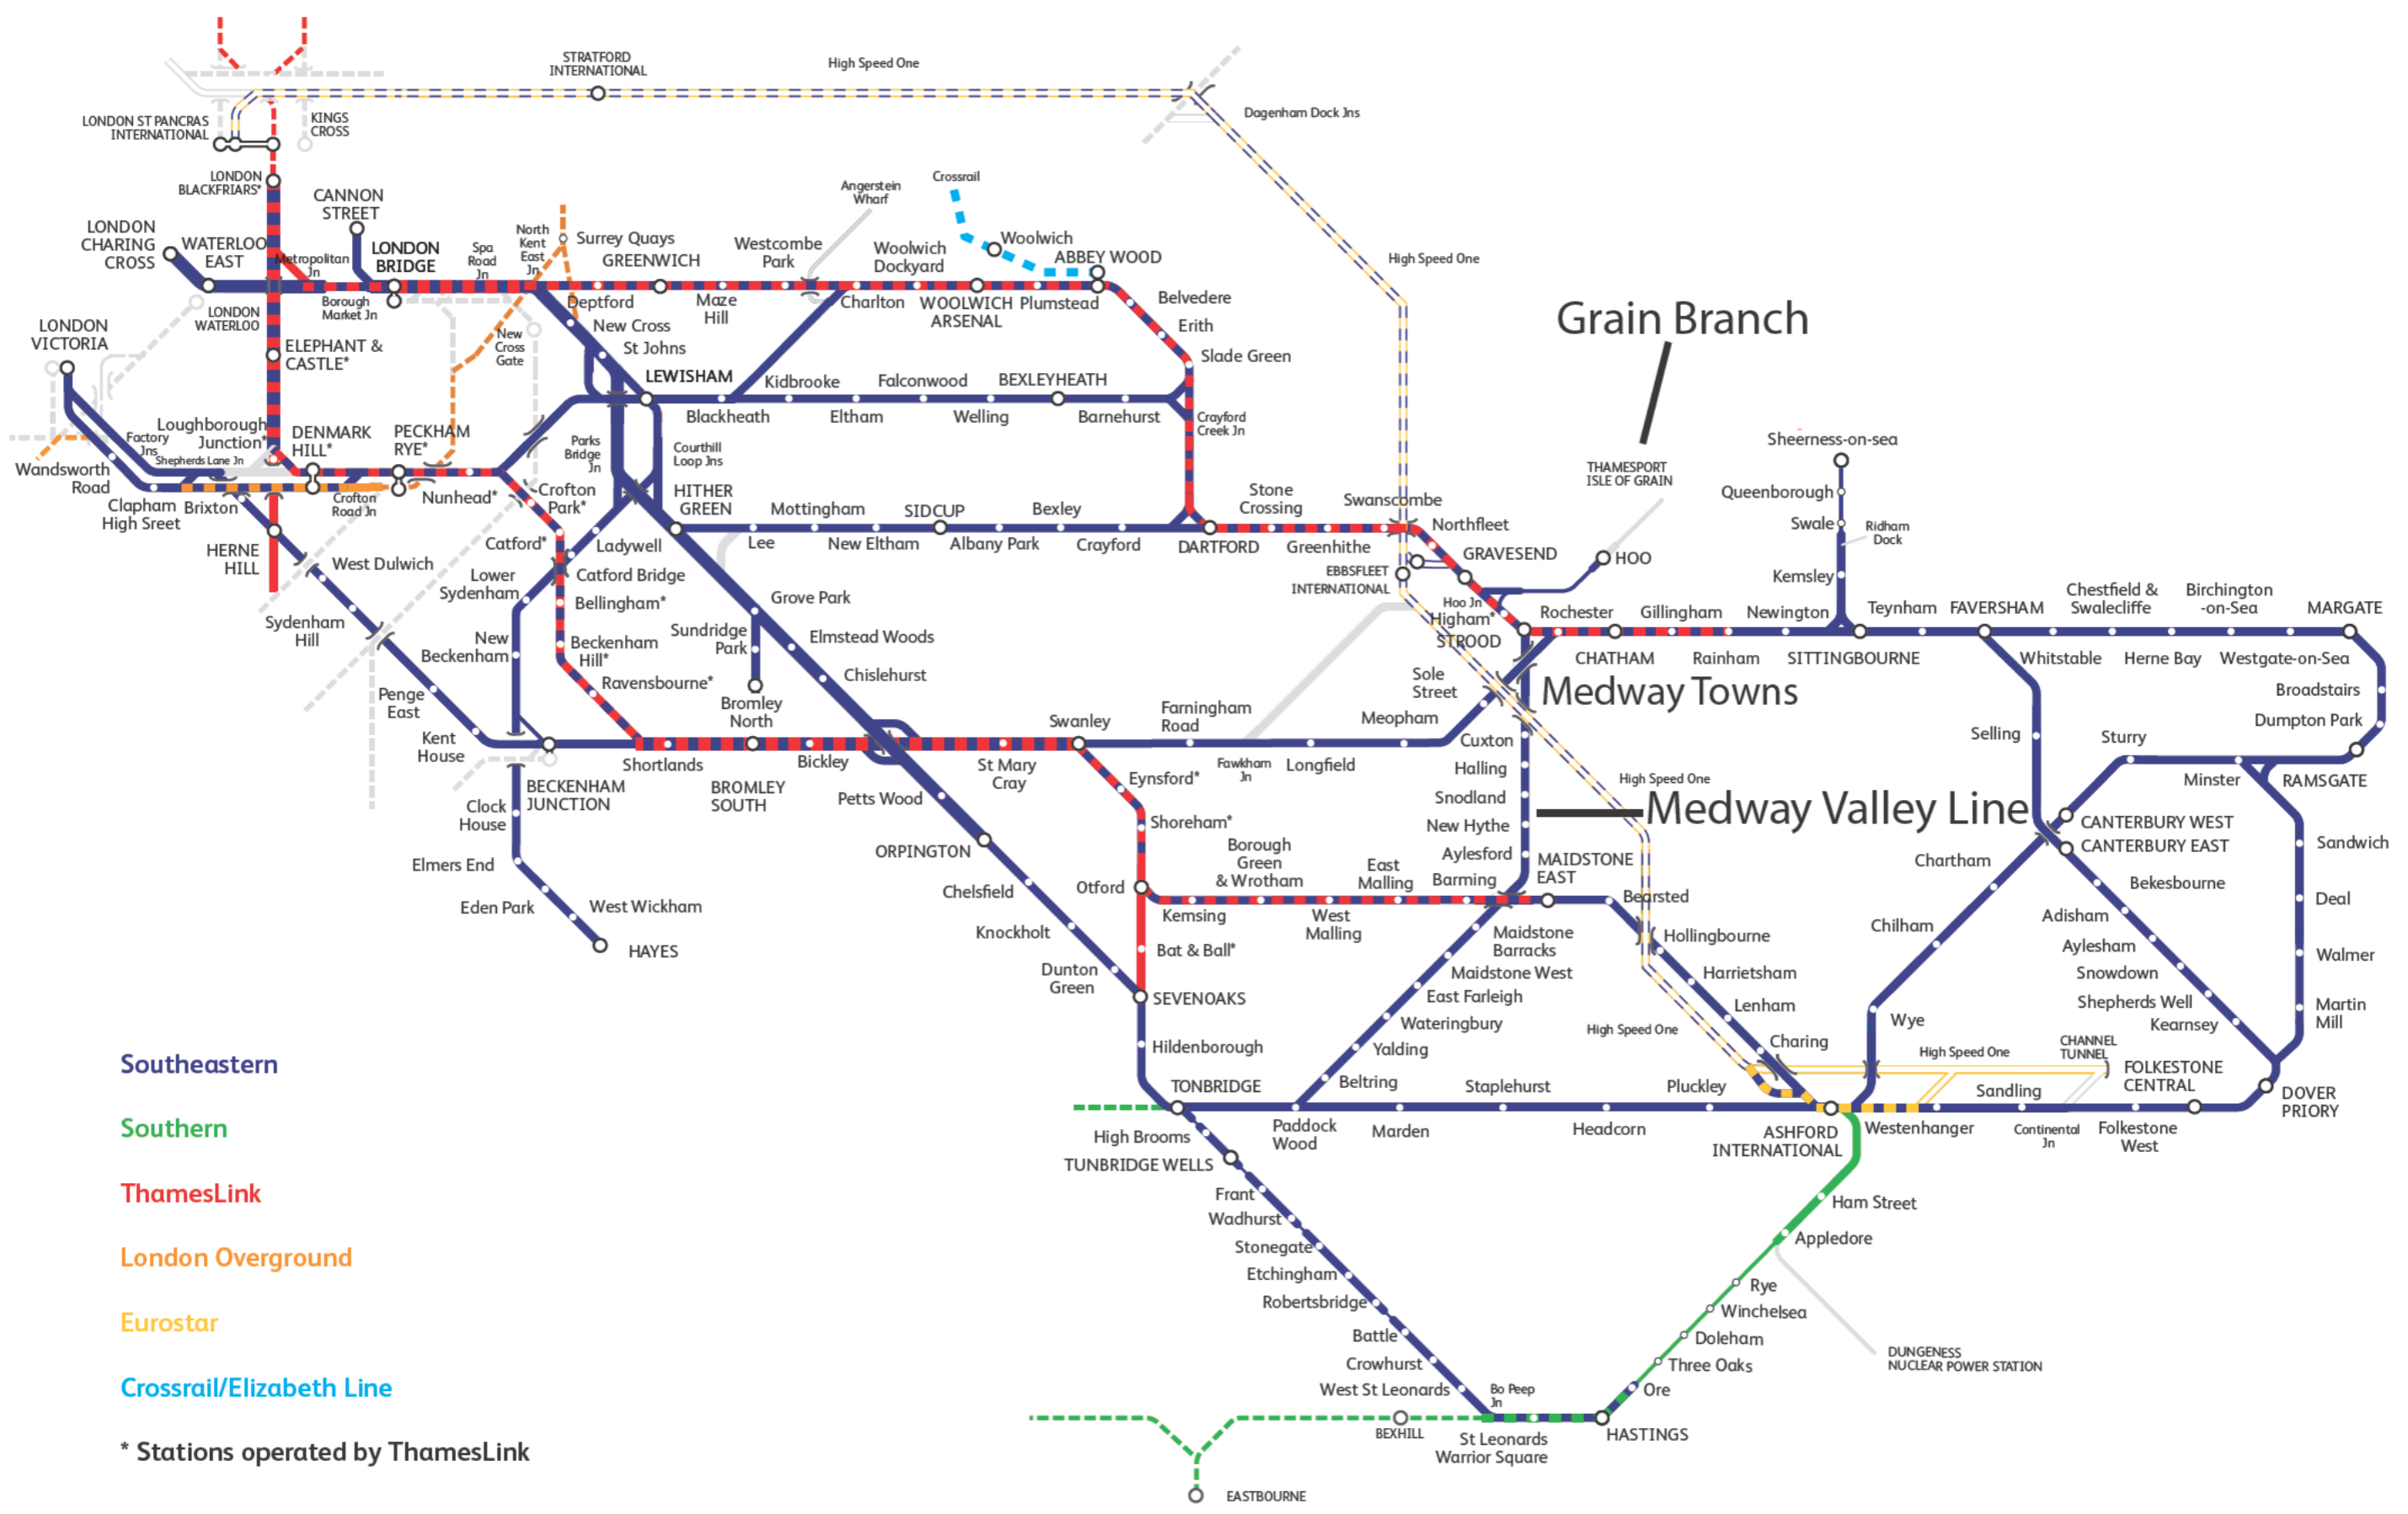 STRATFORD
INTERNATIONAL
High Speed One
LONDON ST PANCRAS
INTERNATIONAL
KINGS
CROSS
Dagenham Dock Jns
LONDON
BLACKFRIARS*
CANNON
STREET
Angerstein
Wharf
Crossrail
LONDON
CHARING
CROSS
WATERLOO
EAST
Metropolitan
Jn
LONDON
BRIDGE
Spa
Road
Jn
North
Kent
East
Jn
Surrey Quays
GREENWICH
Westcombe
Park
Woolwich
Dockyard
Woolwich
ABBEY WOOD
High Speed One
LONDON
WATERLOO
Borough
Market Jn
Deptford
Maze
Hill
Charlton
WOOLWICH
ARSENAL
Plumstead
Belvedere
Erith
Slade Green
Grain Branch
LONDON
VICTORIA
ELEPHANT &
CASTLE*
New
Cross
Gate
New Cross
St Johns
LEWISHAM
Kidbrooke
Falconwood
BEXLEYHEATH
Blackheath
Eltham
Welling
Barnehurst
Crayford
Creek Jn
Loughborough
Junction*
Factory
Jns
Shepherds Lane Jn
DENMARK
HILL*
PECKHAM
RYE*
Parks
Bridge
Jn
Courthill
Loop Jns
Sheerness-on-sea
Wandsworth
Road
Clapham
High Sreet
Brixton
Crofton
Road Jn
Nunhead*
Crofton
Park*
HITHER
GREEN
Mottingham
SIDCUP
Bexley
Stone
Crossing
Swanscombe
THAMESPORT
ISLE OF GRAIN
Queenborough
Swale
Ridham
Dock
HERNE
HILL
West Dulwich
Catford*
Ladywell
Lee
New Eltham
Albany Park
Crayford
DARTFORD
Greenhithe
Northfleet
GRAVESEND
HOO
EBBSFLEET
INTERNATIONAL
Kemsley
Lower
Sydenham
Catford Bridge
Bellingham*
Grove Park
Hoo Jn
Higham*
STROOD
Rochester
Gillingham
Newington
Teynham
FAVERSHAM
Chestfield &
Swalecliffe
Birchington
-on-Sea
MARGATE
Sydenham
Hill
New
Beckenham
Beckenham
Hill*
Sundridge
Park
Elmstead Woods
CHATHAM
Rainham
SITTINGBOURNE
Whitstable
Herne Bay
Westgate-on-Sea
Penge
East
Ravensbourne*
Bromley
North
Chislehurst
Sole
Street
Medway Towns
Broadstairs
Dumpton Park
Kent
House
Swanley
Farningham
Road
Meopham
Cuxton
Selling
Sturry
Shortlands
Bickley
St Mary
Cray
Fawkham
Jn
Longfield
Halling
High Speed One
Minster
RAMSGATE
BECKENHAM
JUNCTION
BROMLEY
SOUTH
Petts Wood
Eynsford*
Snodland
Medway Valley Line
Clock
House
Shoreham*
New Hythe
CANTERBURY WEST
CANTERBURY EAST
Sandwich
Elmers End
ORPINGTON
Borough
Green
& Wrotham
East
Malling
Aylesford
Barming
MAIDSTONE
EAST
Chartham
Bekesbourne
Eden Park
West Wickham
Chelsfield
Otford
Kemsing
West
Malling
Bearsted
Deal
HAYES
Knockholt
Bat & Ball*
Maidstone
Barracks
Hollingbourne
Chilham
Adisham
Aylesham
Walmer
Dunton
Green
SEVENOAKS
Maidstone West
East Farleigh
Harrietsham
Lenham
Snowdown
Shepherds Well
Kearnsey
Martin
Mill
Southeastern
Hildenborough
Wateringbury
Yalding
High Speed One
Charing
Wye
High Speed One
CHANNEL
TUNNEL
FOLKESTONE
CENTRAL
Southern
TONBRIDGE
Beltring
Staplehurst
Pluckley
Sandling
DOVER
PRIORY
High Brooms
TUNBRIDGE WELLS
Paddock
Wood
Marden
Headcorn
ASHFORD
INTERNATIONAL
Westenhanger
Continental
Jn
Folkestone
West
ThamesLink
Frant
Wadhurst
Ham Street
Stonegate
Appledore
London Overground
Etchingham
Robertsbridge
Rye
Winchelsea
Eurostar
Battle
Doleham
Crowhurst
Three Oaks
DUNGENESS
NUCLEAR POWER STATION
Crossrail/Elizabeth Line
West St Leonards
Bo Peep
Jn
Ore
BEXHILL
St Leonards
Warrior Square
HASTINGS
* Stations operated by ThamesLink
EASTBOURNE